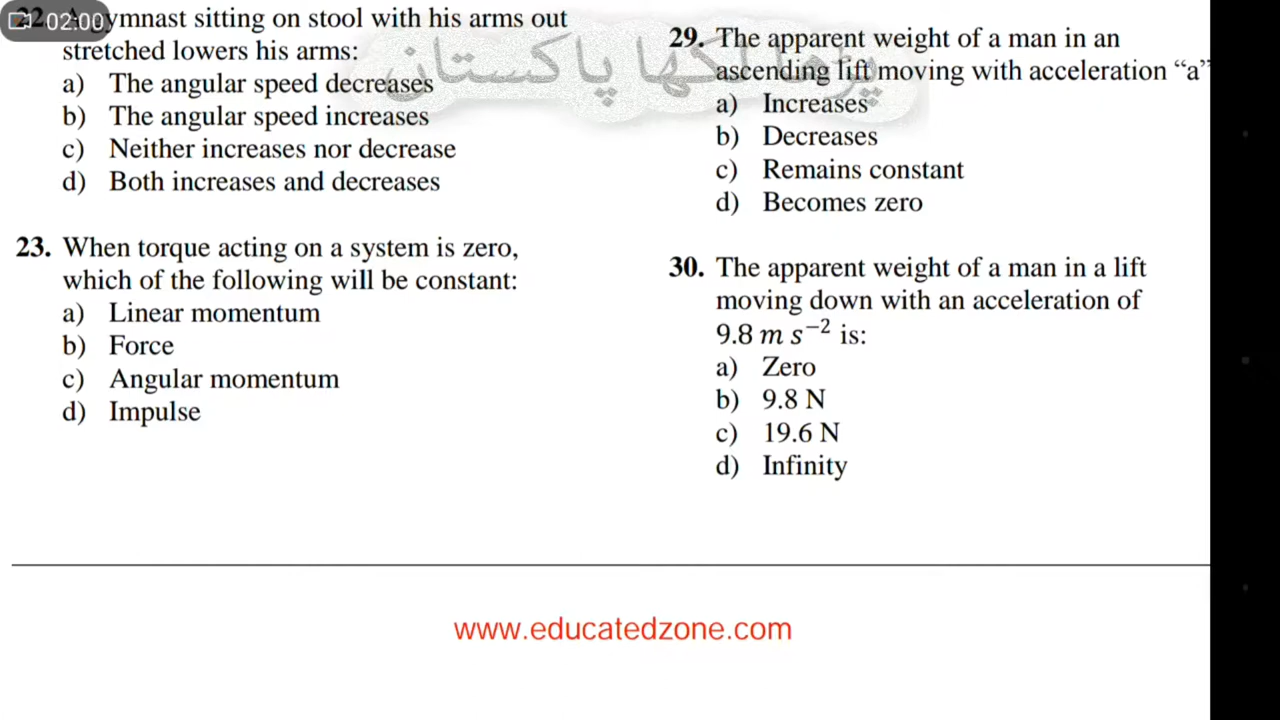 02:00
22. A gymnast sitting on stool with his arms out
stretched lowers his arms:
a) The angular speed decreases
b) The angular speed increases
c) Neither increases nor decrease
d) Both increases and decreases
23. When torque acting on a system is zero,
which of the following will be constant:
a) Linear momentum
b) Force
c) Angular momentum
d) Impulse
پڑھا لکھا پاکستان
29. The apparent weight of a man in an
ascending lift moving with acceleration “a”
a) Increases
b) Decreases
c) Remains constant
d) Becomes zero
30. The apparent weight of a man in a lift
moving down with an acceleration of
9.8 m s⁻² is:
a) Zero
b) 9.8 N
c) 19.6 N
d) Infinity
www.educatedzone.com